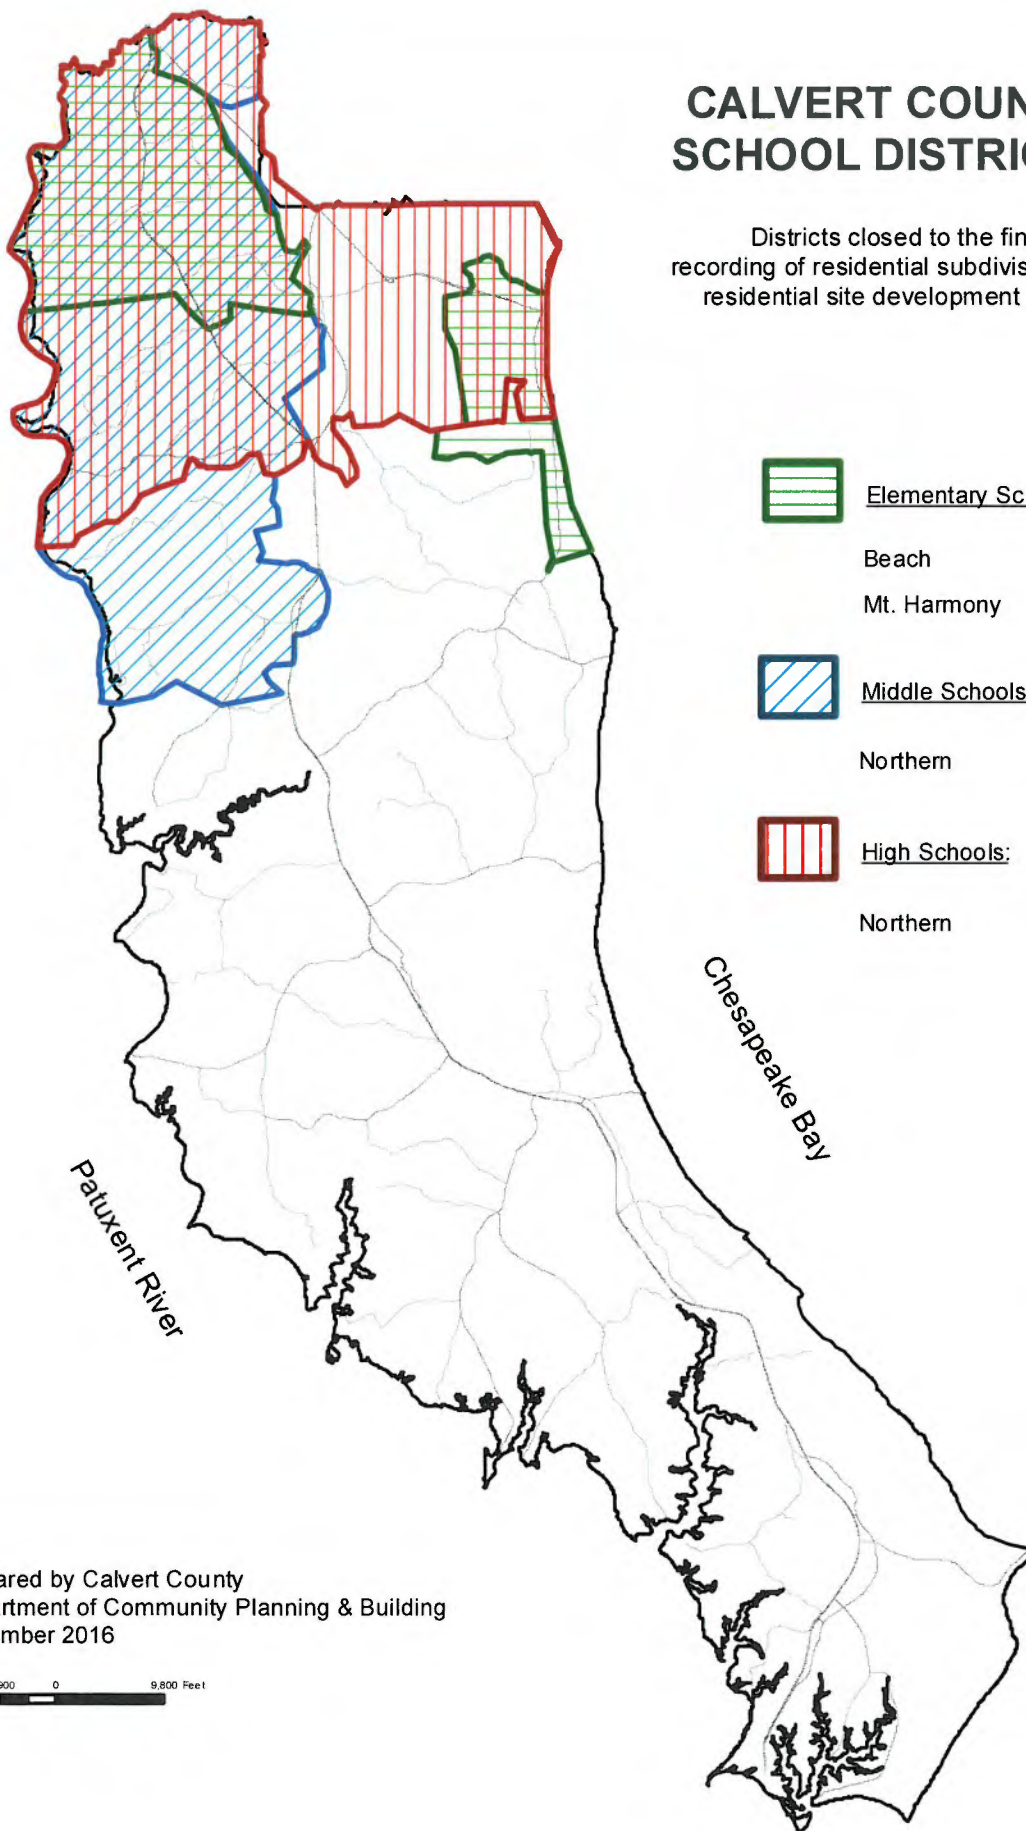 CALVERT COUN
SCHOOL DISTRIC
Districts closed to the fin
recording of residential subdivis
residential site development
Elementary Sc
Beach
Mt. Harmony
Middle Schools
Northern
High Schools:
Northern
Chesapeake Bay
Patuxent River
ared by Calvert County
rtment of Community Planning & Building
mber 2016
900 0 9,800 Feet